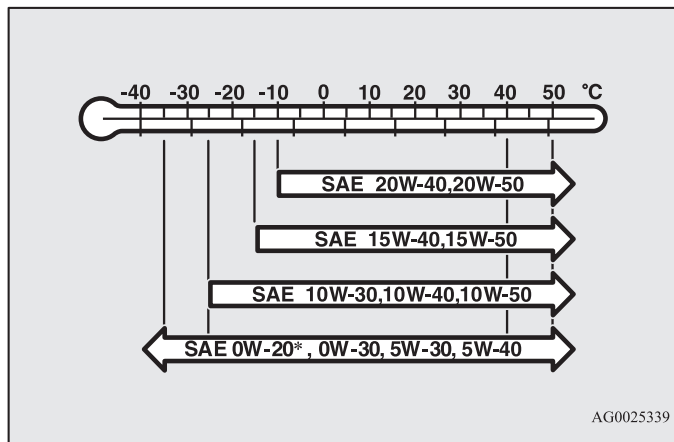 -40 -30 -20 -10 0 10 20 30 40 50 °C
SAE 20W-40,20W-50
SAE 15W-40,15W-50
SAE 10W-30,10W-40,10W-50
SAE 0W-20* , 0W-30, 5W-30, 5W-40
AG0025339